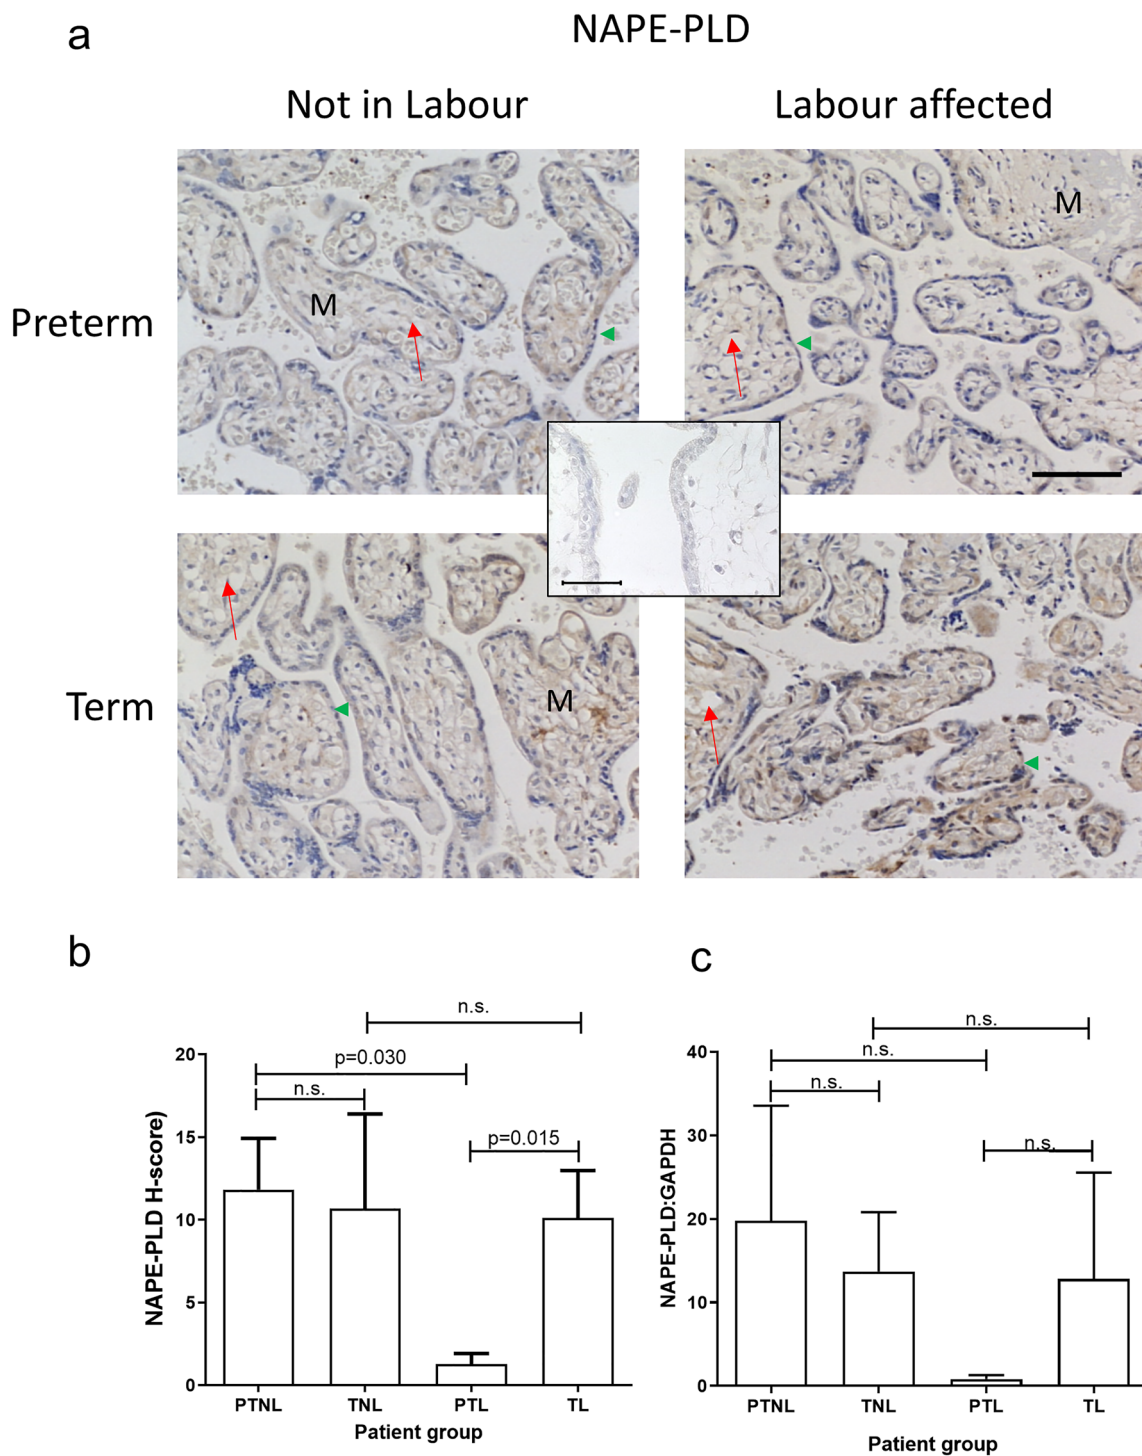 a
NAPE-PLD
Not in Labour
Labour affected
Preterm
M
M
Term
M
b
n.s.
p=0.030
n.s.
p=0.015
NAPE-PLD H-score)
20
15
10
5
0
PTNL
TNL
PTL
TL
Patient group
c
n.s.
n.s.
n.s.
n.s.
NAPE-PLD:GAPDH
40
30
20
10
0
PTNL
TNL
PTL
TL
Patient group